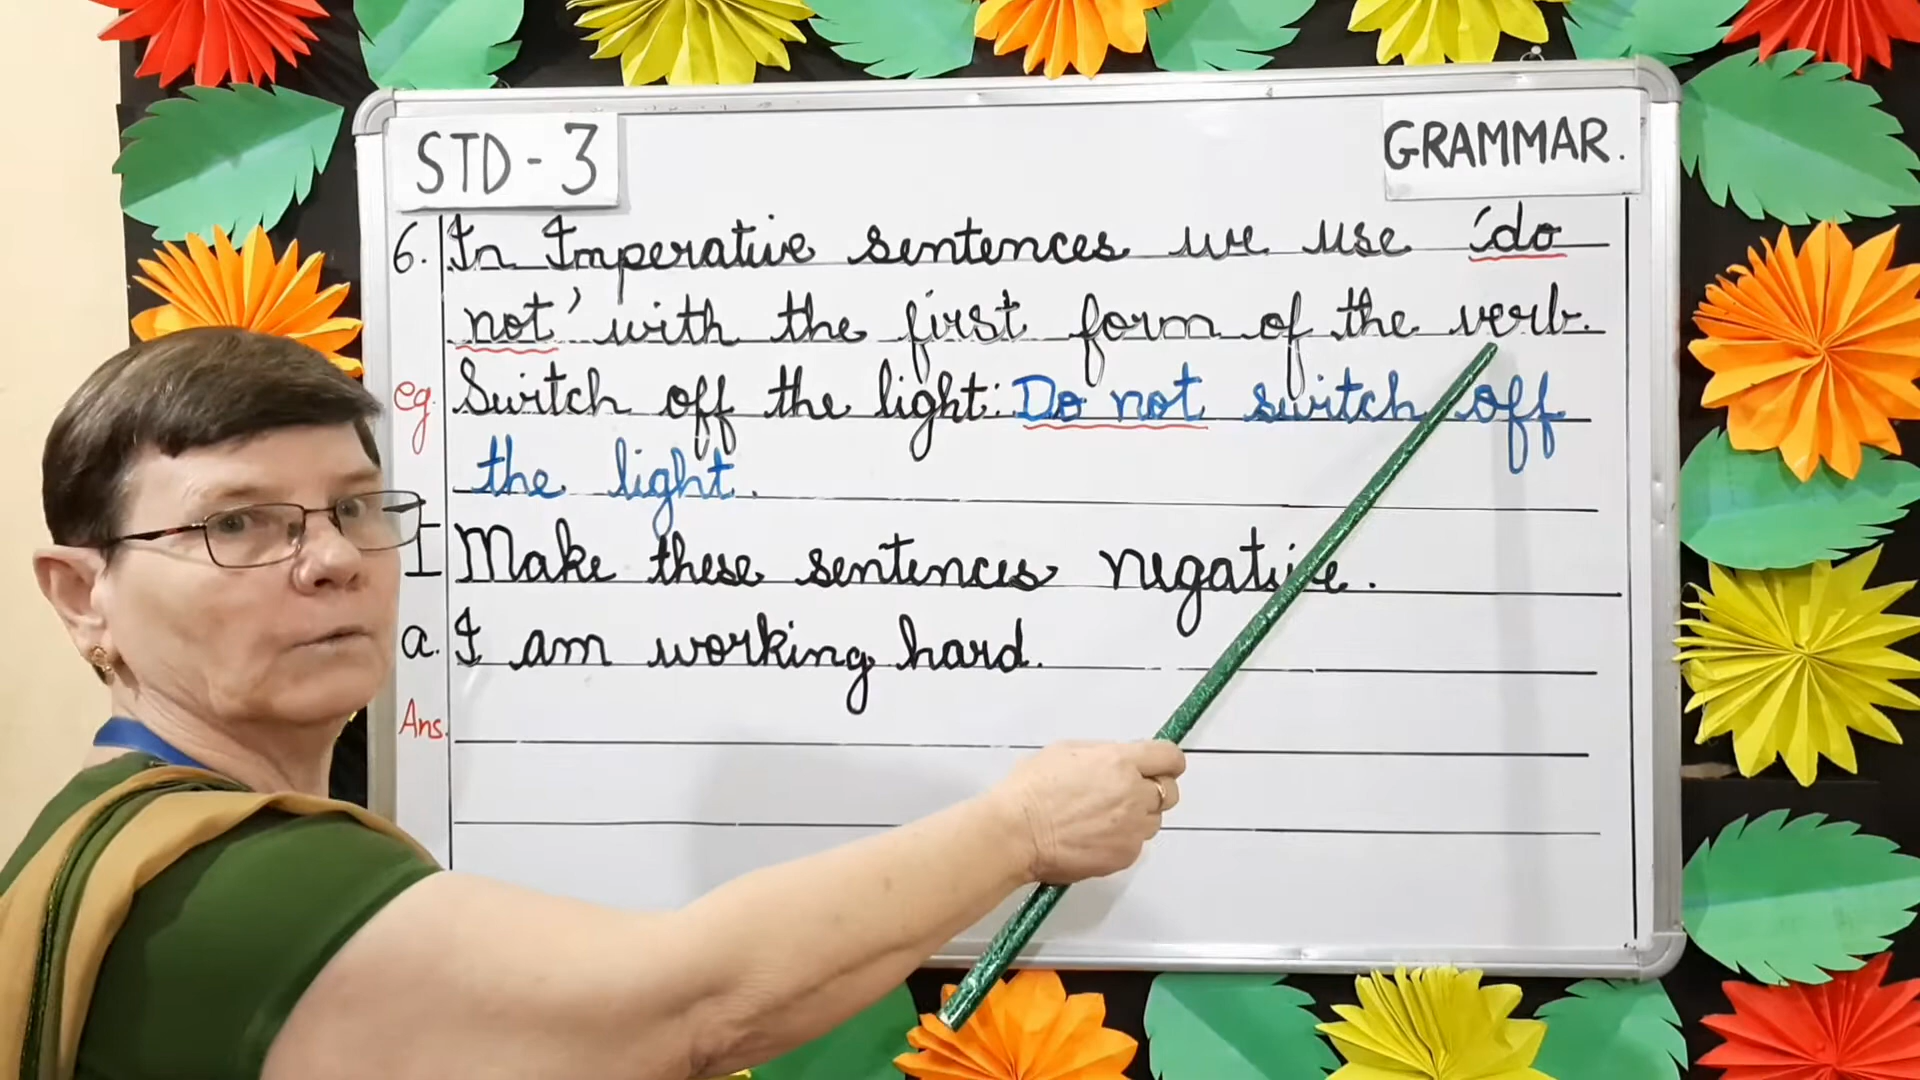 STD-3
GRAMMAR.
6. In Imperative sentences we use 'do
not' with the first form of the verb.
eg. Switch off the light: Do not switch off
the light.
I Make these sentences negative.
a. I am working hard.
Ans.